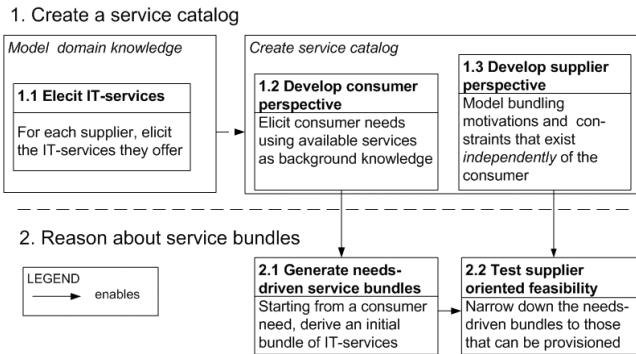 1. Create a service catalog
Model domain knowledge
1.1 Elecit IT-services
For each supplier, elicit
the IT-services they offer
Create service catalog
1.2 Develop consumer
perspective
Elicit consumer needs
using available services
as background knowledge
1.3 Develop supplier
perspective
Model bundling
motivations and con-
straints that exist
independently of the
consumer
2. Reason about service bundles
LEGEND
enables
2.1 Generate needs-
driven service bundles
Starting from a consumer
need, derive an initial
bundle of IT-services
2.2 Test supplier
oriented feasibility
Narrow down the needs-
driven bundles to those
that can be provisioned